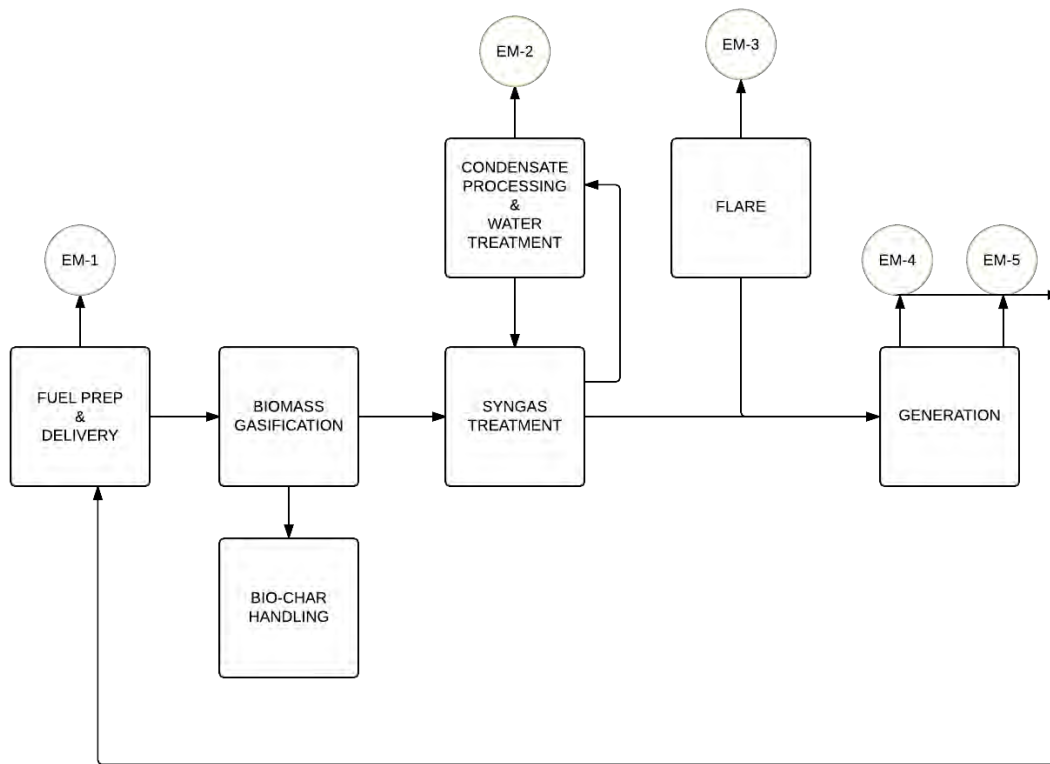 EM-2
EM-3
CONDENSATE
PROCESSING
&
WATER
TREATMENT
FLARE
EM-1
EM-4
EM-5
FUEL PREP
&
DELIVERY
BIOMASS
GASIFICATION
SYNGAS
TREATMENT
GENERATION
BIO-CHAR
HANDLING